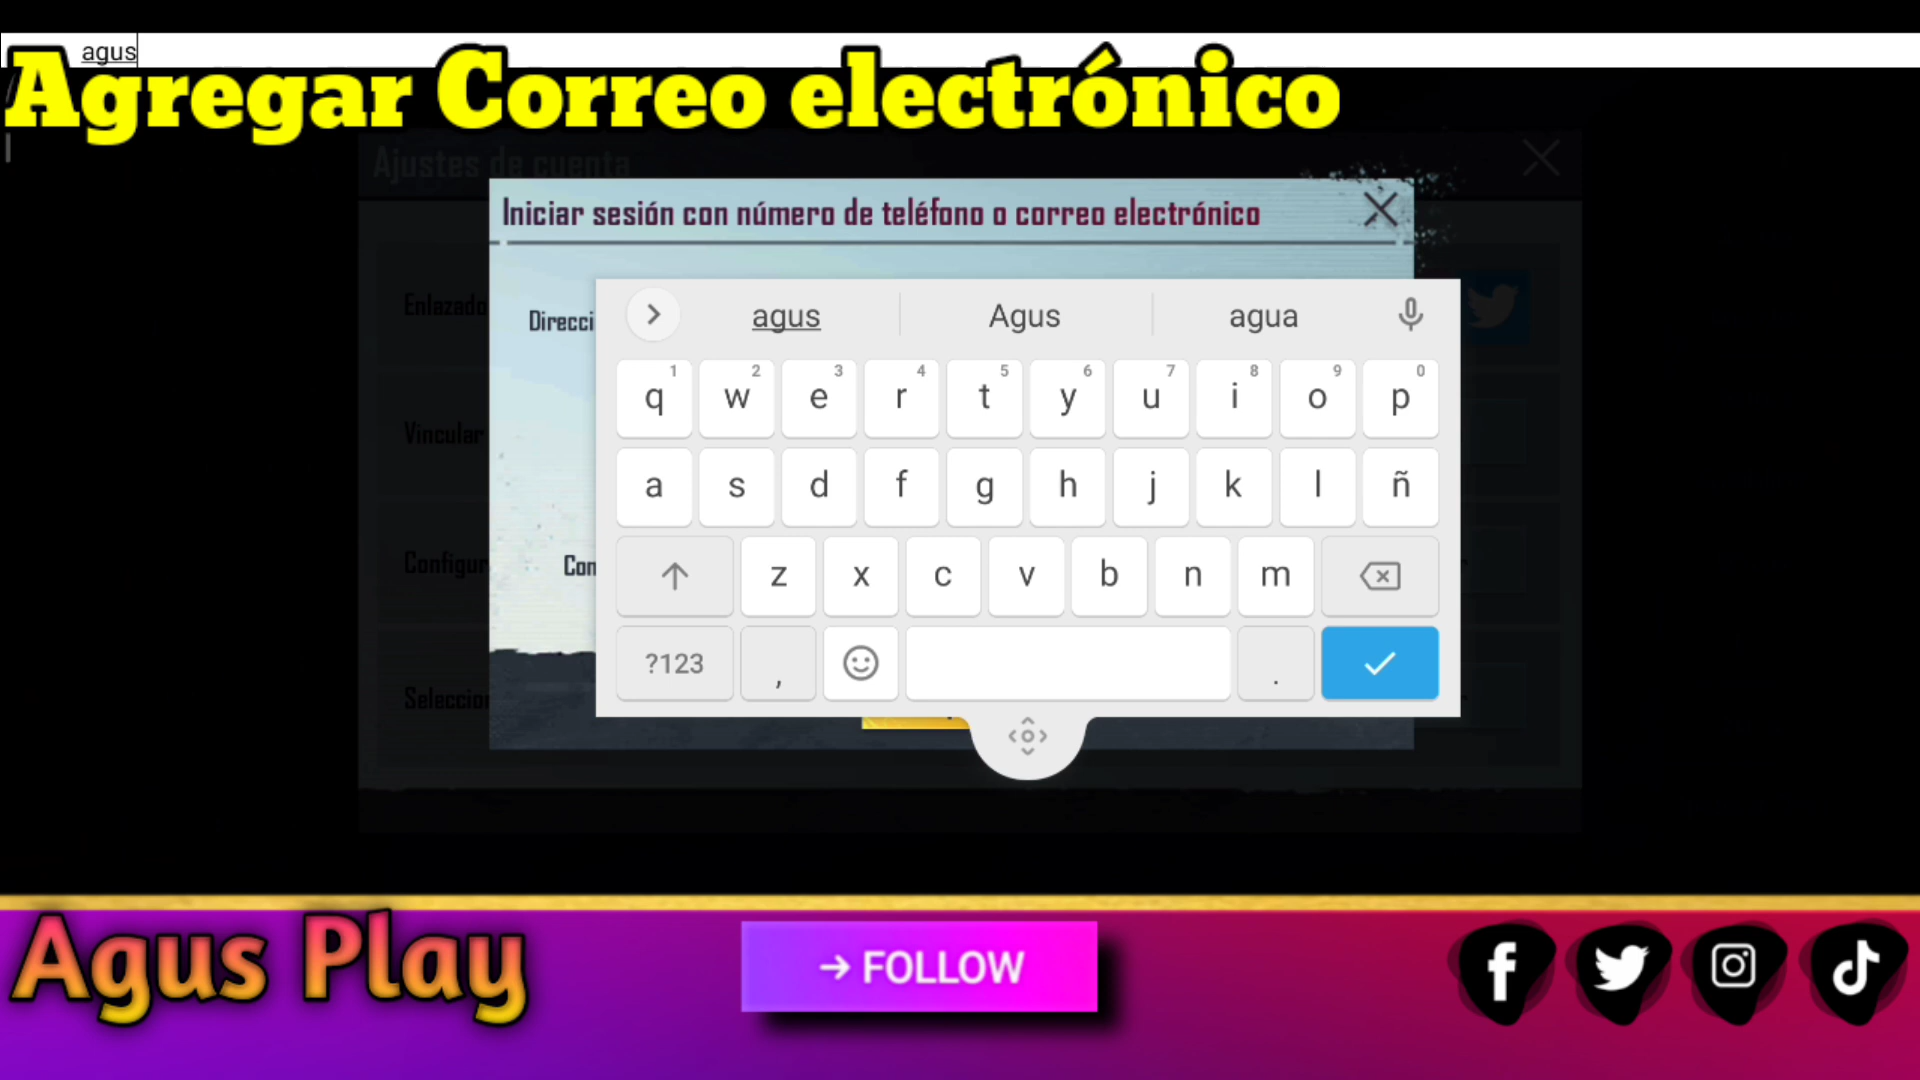 agus
Agregar Correo electrónico
Ajustes de cuenta
Iniciar sesión con número de teléfono o correo electrónico
Enlazado
Direcci
agus Agus agua
1 2 3 4 5 6 7 8 9 0
q w e r t y u i o p
Vincular
a s d f g h j k l ñ
Configur
Con
z x c v b n m
?123 , .
Seleccion
Agus Play
→ FOLLOW